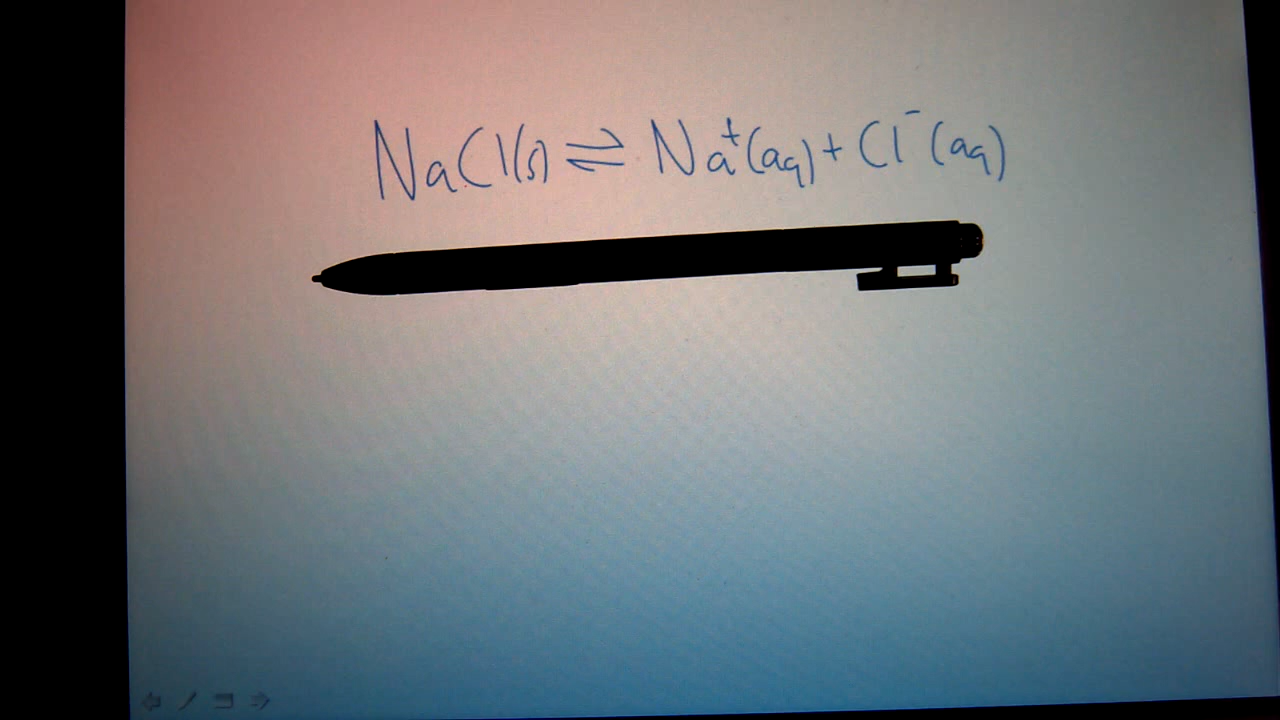 NaCl(s) ⇌ Na⁺(aq) + Cl⁻(aq)